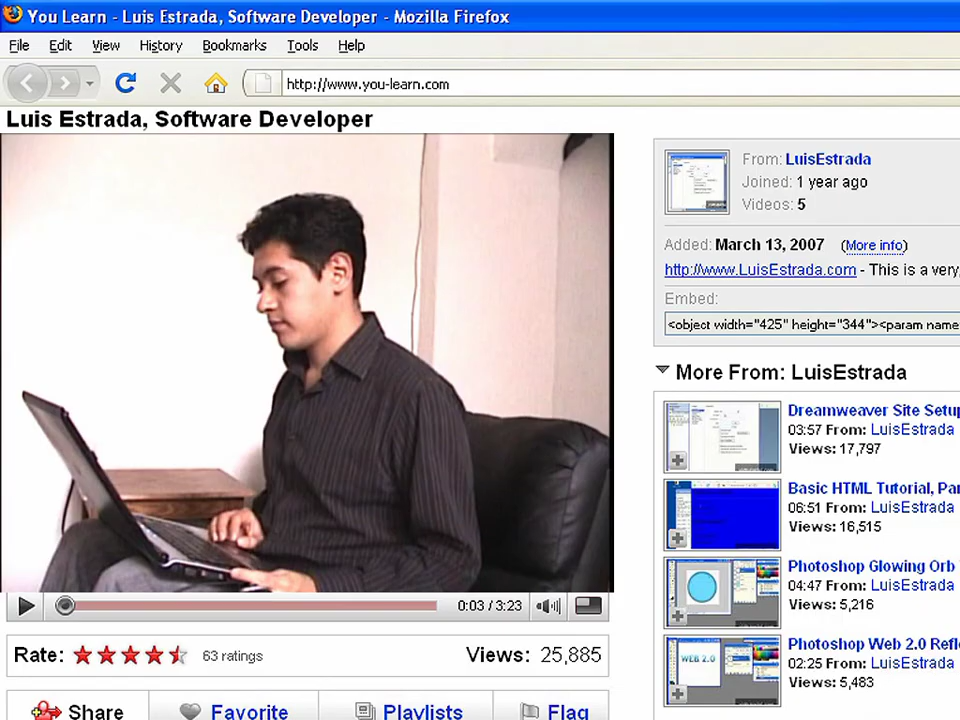 You Learn - Luis Estrada, Software Developer - Mozilla Firefox
File Edit View History Bookmarks Tools Help
http://www.you-learn.com
Luis Estrada, Software Developer
From: LuisEstrada
Joined: 1 year ago
Videos: 5
Added: March 13, 2007 (More info)
http://www.LuisEstrada.com - This is a very
Embed:
<object width="425" height="344"><param name
More From: LuisEstrada
Dreamweaver Site Setup
03:57 From: LuisEstrada
Views: 17,797
Basic HTML Tutorial, Par
06:51 From: LuisEstrada
Views: 16,515
Photoshop Glowing Orb
04:47 From: LuisEstrada
Views: 5,216
Photoshop Web 2.0 Refl
02:25 From: LuisEstrada
Views: 5,483
WEB 2.0
0:03 / 3:23
Rate: 63 ratings Views: 25,885
Share Favorite Playlists Flag